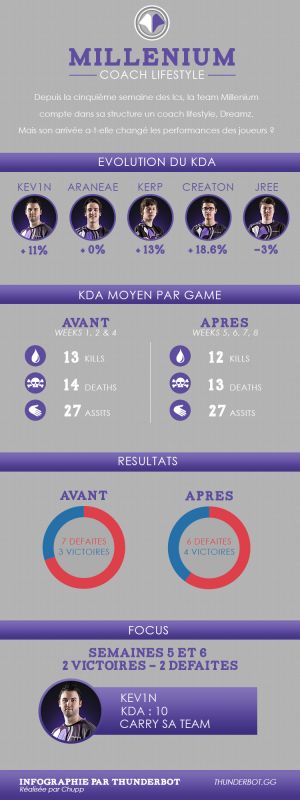 MILLENIUM
COACH LIFESTYLE
Depuis la cinquième semaine des lcs, la team Millenium
compte dans sa structure un coach lifestyle, Dreamz.
Mais son arrivée a-t-elle changé les performances des joueurs ?
EVOLUTION DU KDA
KEV1N ARANEAE KERP CREATON JREE
+ 11% + 0% + 13% + 18.6% -3%
KDA MOYEN PAR GAME
AVANT
WEEKS 1, 2, & 4
13 KILLS
14 DEATHS
27 ASSITS
APRES
WEEKS 5, 6, 7, 8
12 KILLS
13 DEATHS
27 ASSITS
RESULTATS
AVANT
7 DEFAITES
3 VICTOIRES
APRES
6 DEFAITES
4 VICTOIRES
FOCUS
SEMAINES 5 ET 6
2 VICTOIRES – 2 DEFAITES
KEV1N
KDA : 10
CARRY SA TEAM
INFOGRAPHIE PAR THUNDERBOT
Réalisée par Chupp
THUNDERBOT.GG